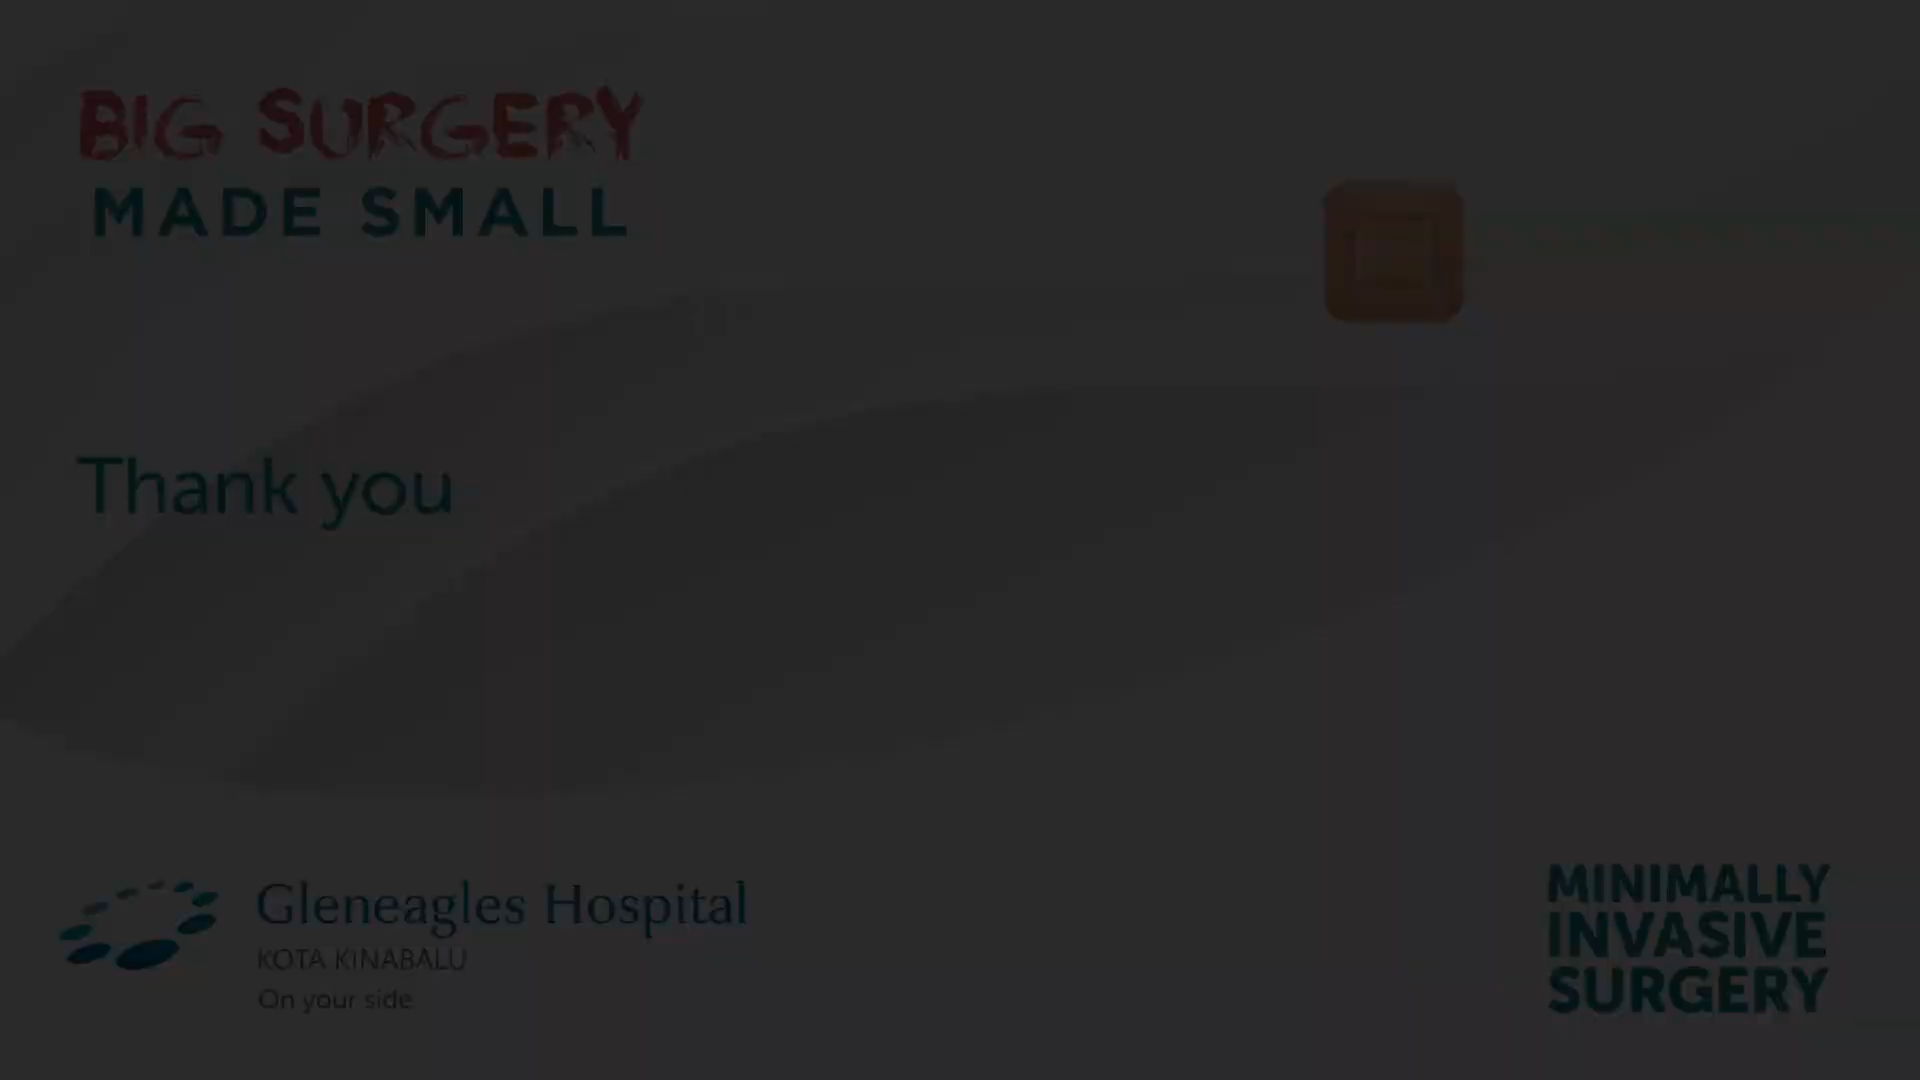 BIG SURGERY
MADE SMALL
Thank you
Gleneagles Hospital
KOTA KINABALU
On your side
MINIMALLY
INVASIVE
SURGERY